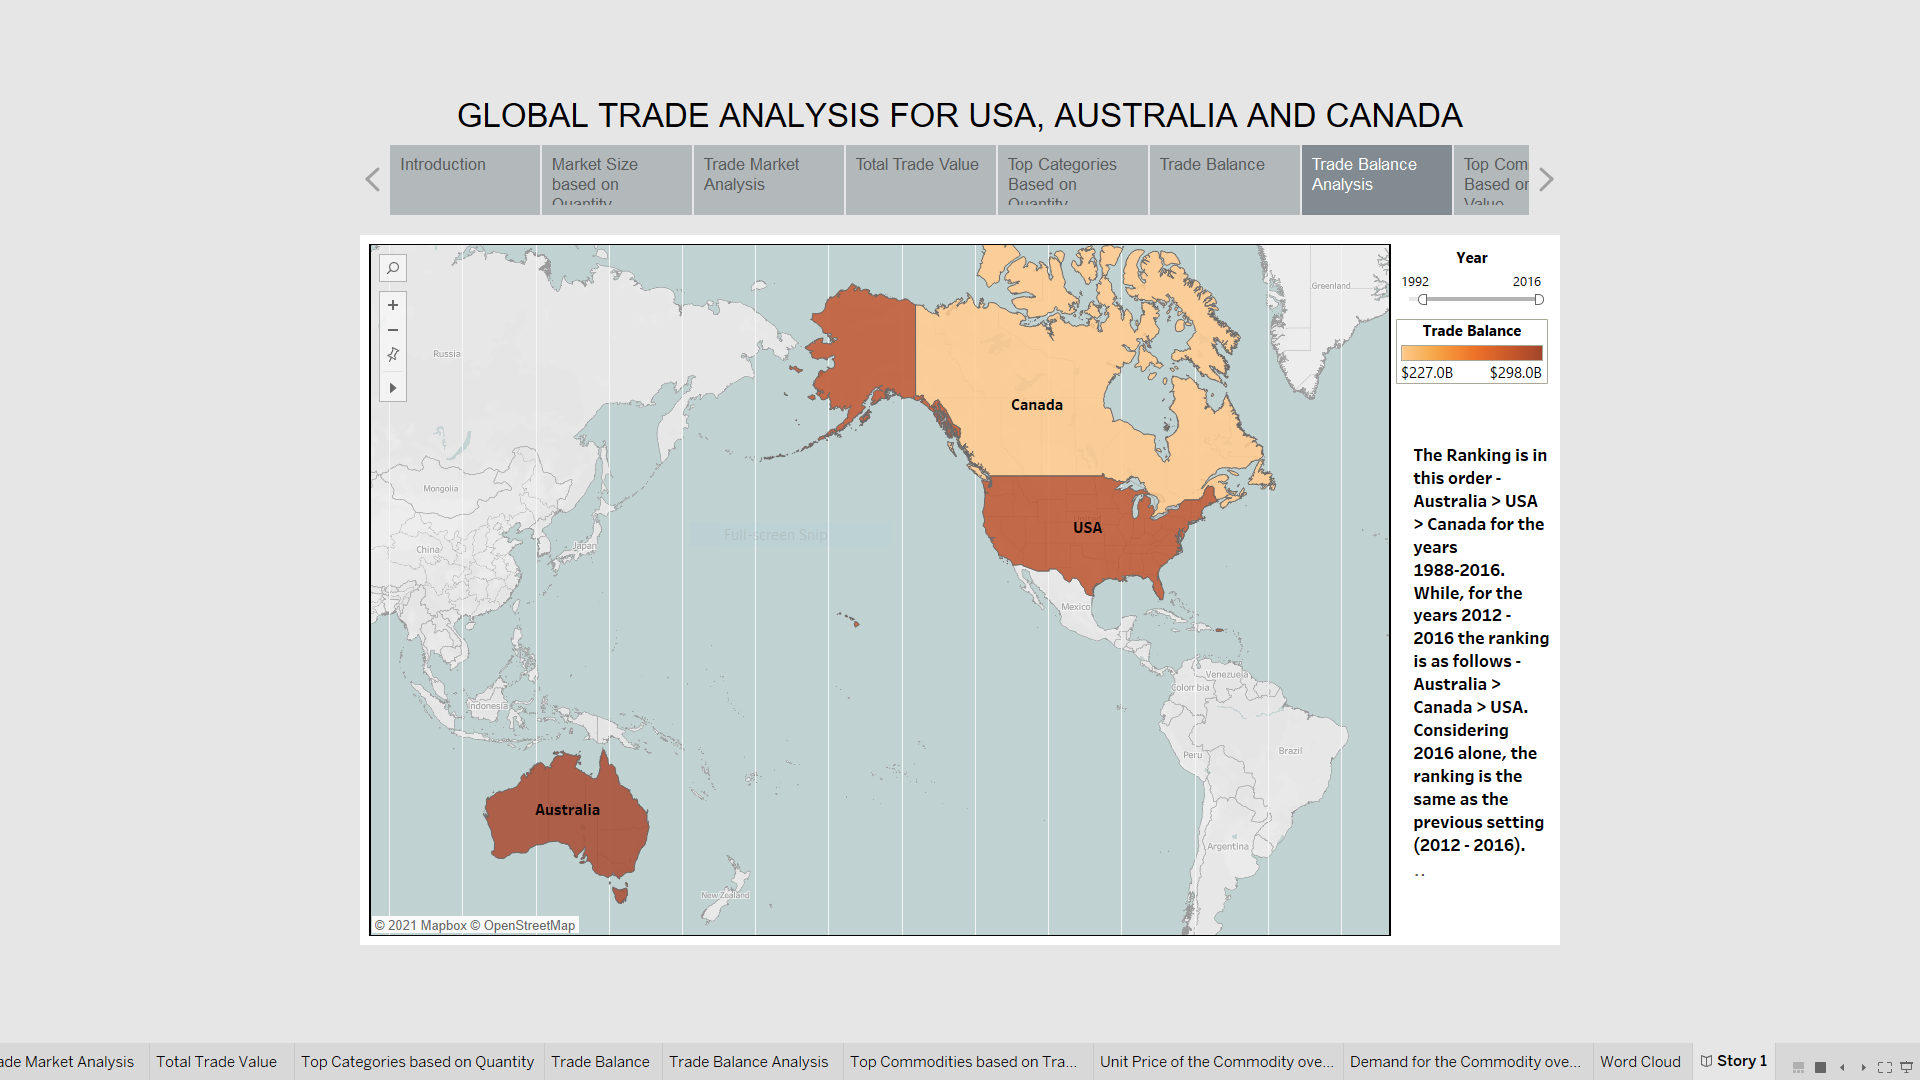 GLOBAL TRADE ANALYSIS FOR USA, AUSTRALIA AND CANADA
Introduction
Market Size
based on
Quantity
Trade Market
Analysis
Total Trade Value
Top Categories
Based on
Quantity
Trade Balance
Trade Balance
Analysis
Top Com
Based or
Value
Year
1992 2016
Trade Balance
$227.0B $298.0B
Greenland
Russia
Canada
Mongolia
USA
China
Japan
Full-screen Snip
Mexico
Venezuela
Colombia
Indonesia
Peru
Brazil
Australia
Argentina
New Zealand
© 2021 Mapbox © OpenStreetMap
The Ranking is in
this order -
Australia > USA
> Canada for the
years
1988-2016.
While, for the
years 2012 -
2016 the ranking
is as follows -
Australia >
Canada > USA.
Considering
2016 alone, the
ranking is the
same as the
previous setting
(2012 - 2016).
..
ade Market Analysis
Total Trade Value
Top Categories based on Quantity
Trade Balance
Trade Balance Analysis
Top Commodities based on Tra...
Unit Price of the Commodity ove...
Demand for the Commodity ove...
Word Cloud
Story 1